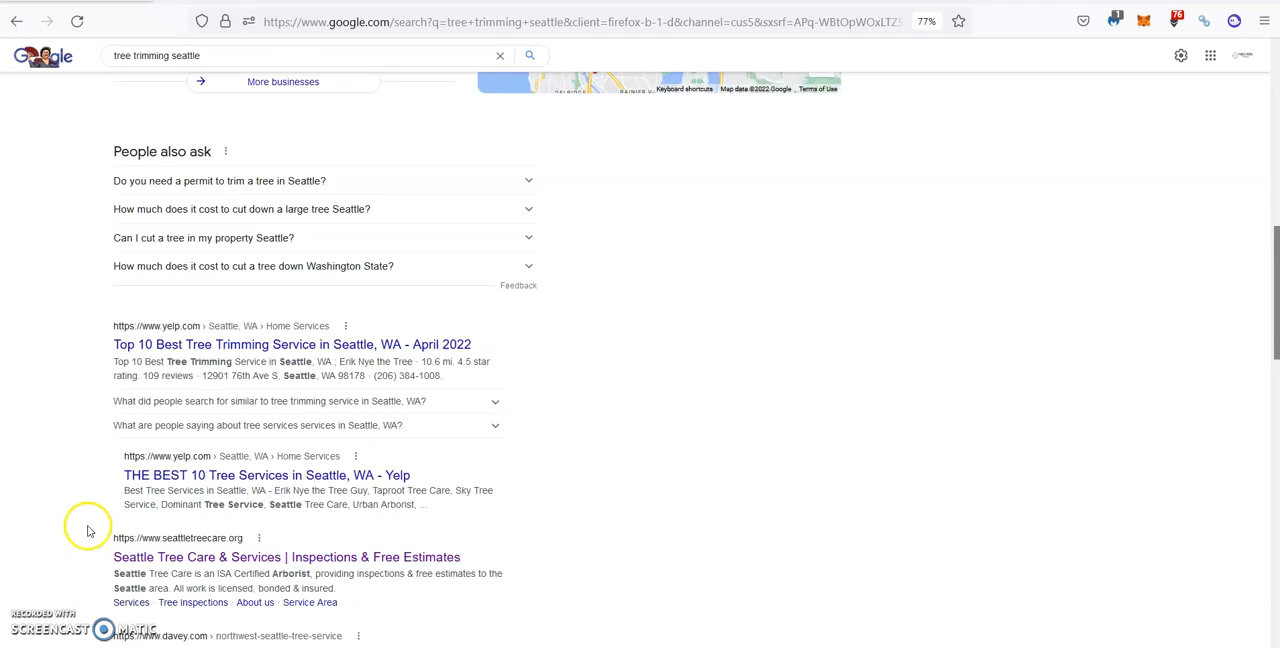 https://www.google.com/search?q=tree+trimming+seattle&client=firefox-b-1-d&channel=cus5&sxsrf=APq-WBtOpWOxLTZS
77%
1
76
Google
tree trimming seattle
More businesses
Keyboard shortcuts
Map data ©2022 Google
Terms of Use
People also ask
Do you need a permit to trim a tree in Seattle?
How much does it cost to cut down a large tree Seattle?
Can I cut a tree in my property Seattle?
How much does it cost to cut a tree down Washington State?
Feedback
https://www.yelp.com › Seattle, WA › Home Services
Top 10 Best Tree Trimming Service in Seattle, WA - April 2022
Top 10 Best Tree Trimming Service in Seattle, WA ; Erik Nye the Tree · 10.6 mi. 4.5 star
rating. 109 reviews · 12901 76th Ave S, Seattle, WA 98178 · (206) 384-1008.
What did people search for similar to tree trimming service in Seattle, WA?
What are people saying about tree services services in Seattle, WA?
https://www.yelp.com › Seattle, WA › Home Services
THE BEST 10 Tree Services in Seattle, WA - Yelp
Best Tree Services in Seattle, WA - Erik Nye the Tree Guy, Taproot Tree Care, Sky Tree
Service, Dominant Tree Service, Seattle Tree Care, Urban Arborist, ...
https://www.seattletreecare.org
Seattle Tree Care & Services | Inspections & Free Estimates
Seattle Tree Care is an ISA Certified Arborist, providing inspections & free estimates to the
Seattle area. All work is licensed, bonded & insured.
Services · Tree Inspections · About us · Service Area
RECORDED WITH
SCREENCAST MATIC
https://www.davey.com › northwest-seattle-tree-service